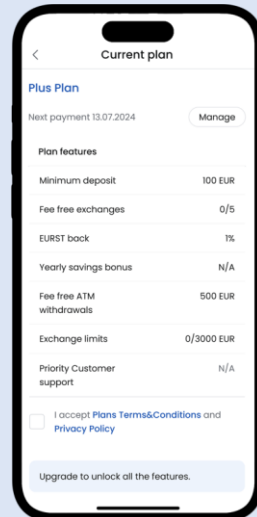 Current plan
Plus Plan
Next payment 13.07.2024 Manage
Plan features
Minimum deposit 100 EUR
Fee free exchanges 0/5
EURST back 1%
Yearly savings bonus N/A
Fee free ATM 500 EUR
withdrawals
Exchange limits 0/3000 EUR
Priority Customer N/A
support
I accept Plans Terms&Conditions and
Privacy Policy
Upgrade to unlock all the features.